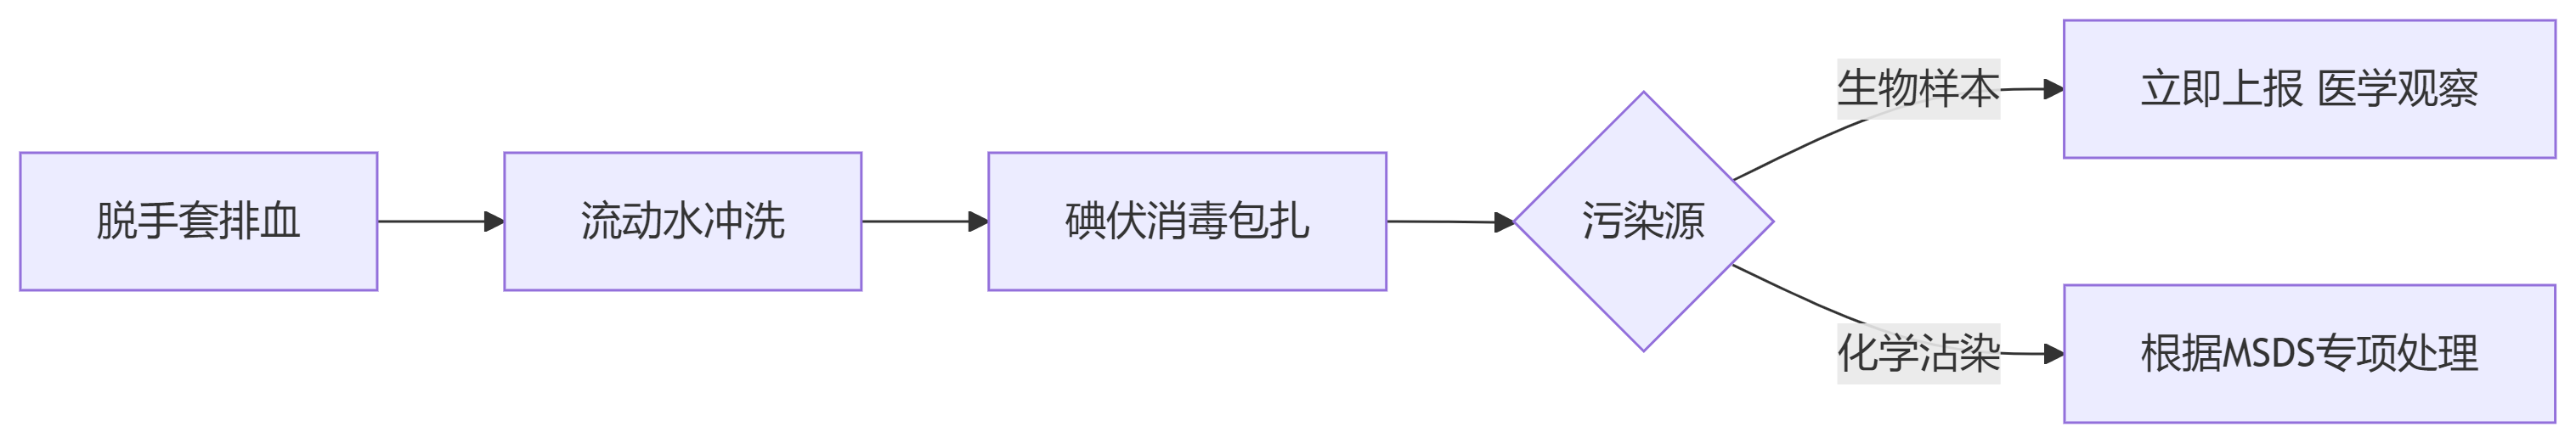 脱手套排血
流动水冲洗
碘伏消毒包扎
污染源
生物样本
立即上报 医学观察
化学沾染
根据MSDS专项处理